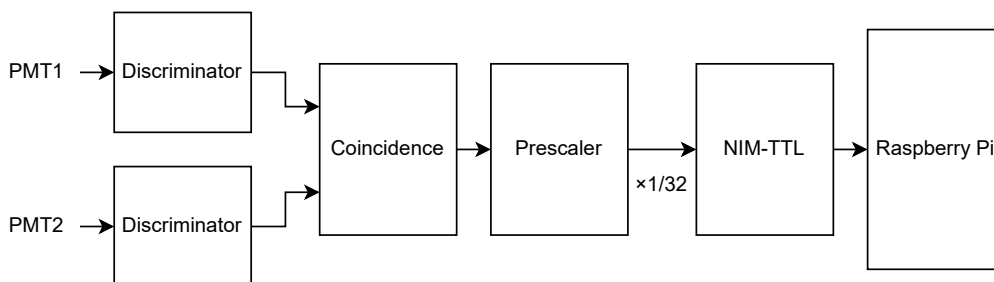 PMT1
Discriminator
Coincidence
Prescaler
×1/32
NIM-TTL
Raspberry Pi
PMT2
Discriminator